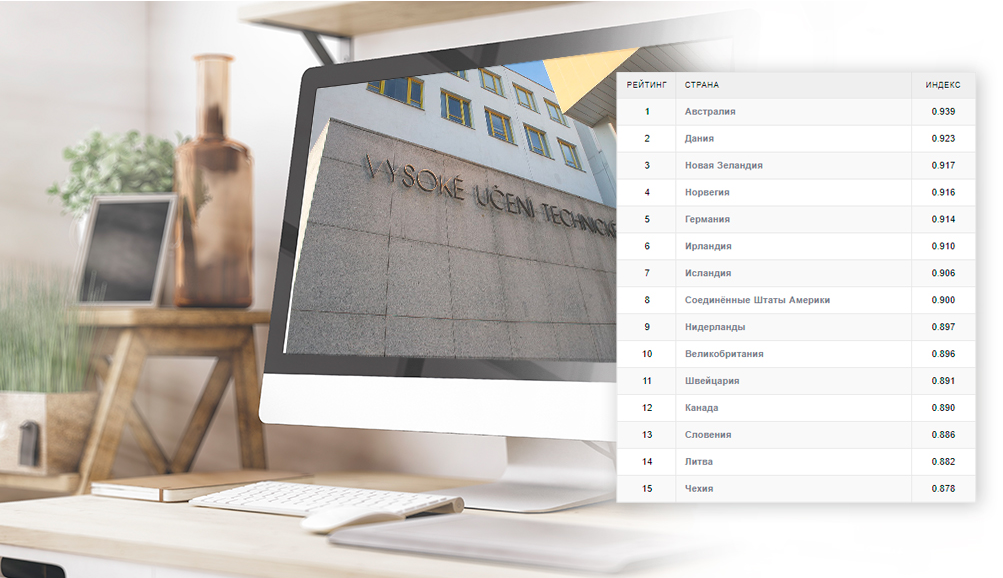 VYSOKÉ UČENÍ TECHNICKÉ
РЕЙТИНГ СТРАНА ИНДЕКС
1 Австралия 0.939
2 Дания 0.923
3 Новая Зеландия 0.917
4 Норвегия 0.916
5 Германия 0.914
6 Ирландия 0.910
7 Исландия 0.906
8 Соединённые Штаты Америки 0.900
9 Нидерланды 0.897
10 Великобритания 0.896
11 Швейцария 0.891
12 Канада 0.890
13 Словения 0.886
14 Литва 0.882
15 Чехия 0.878